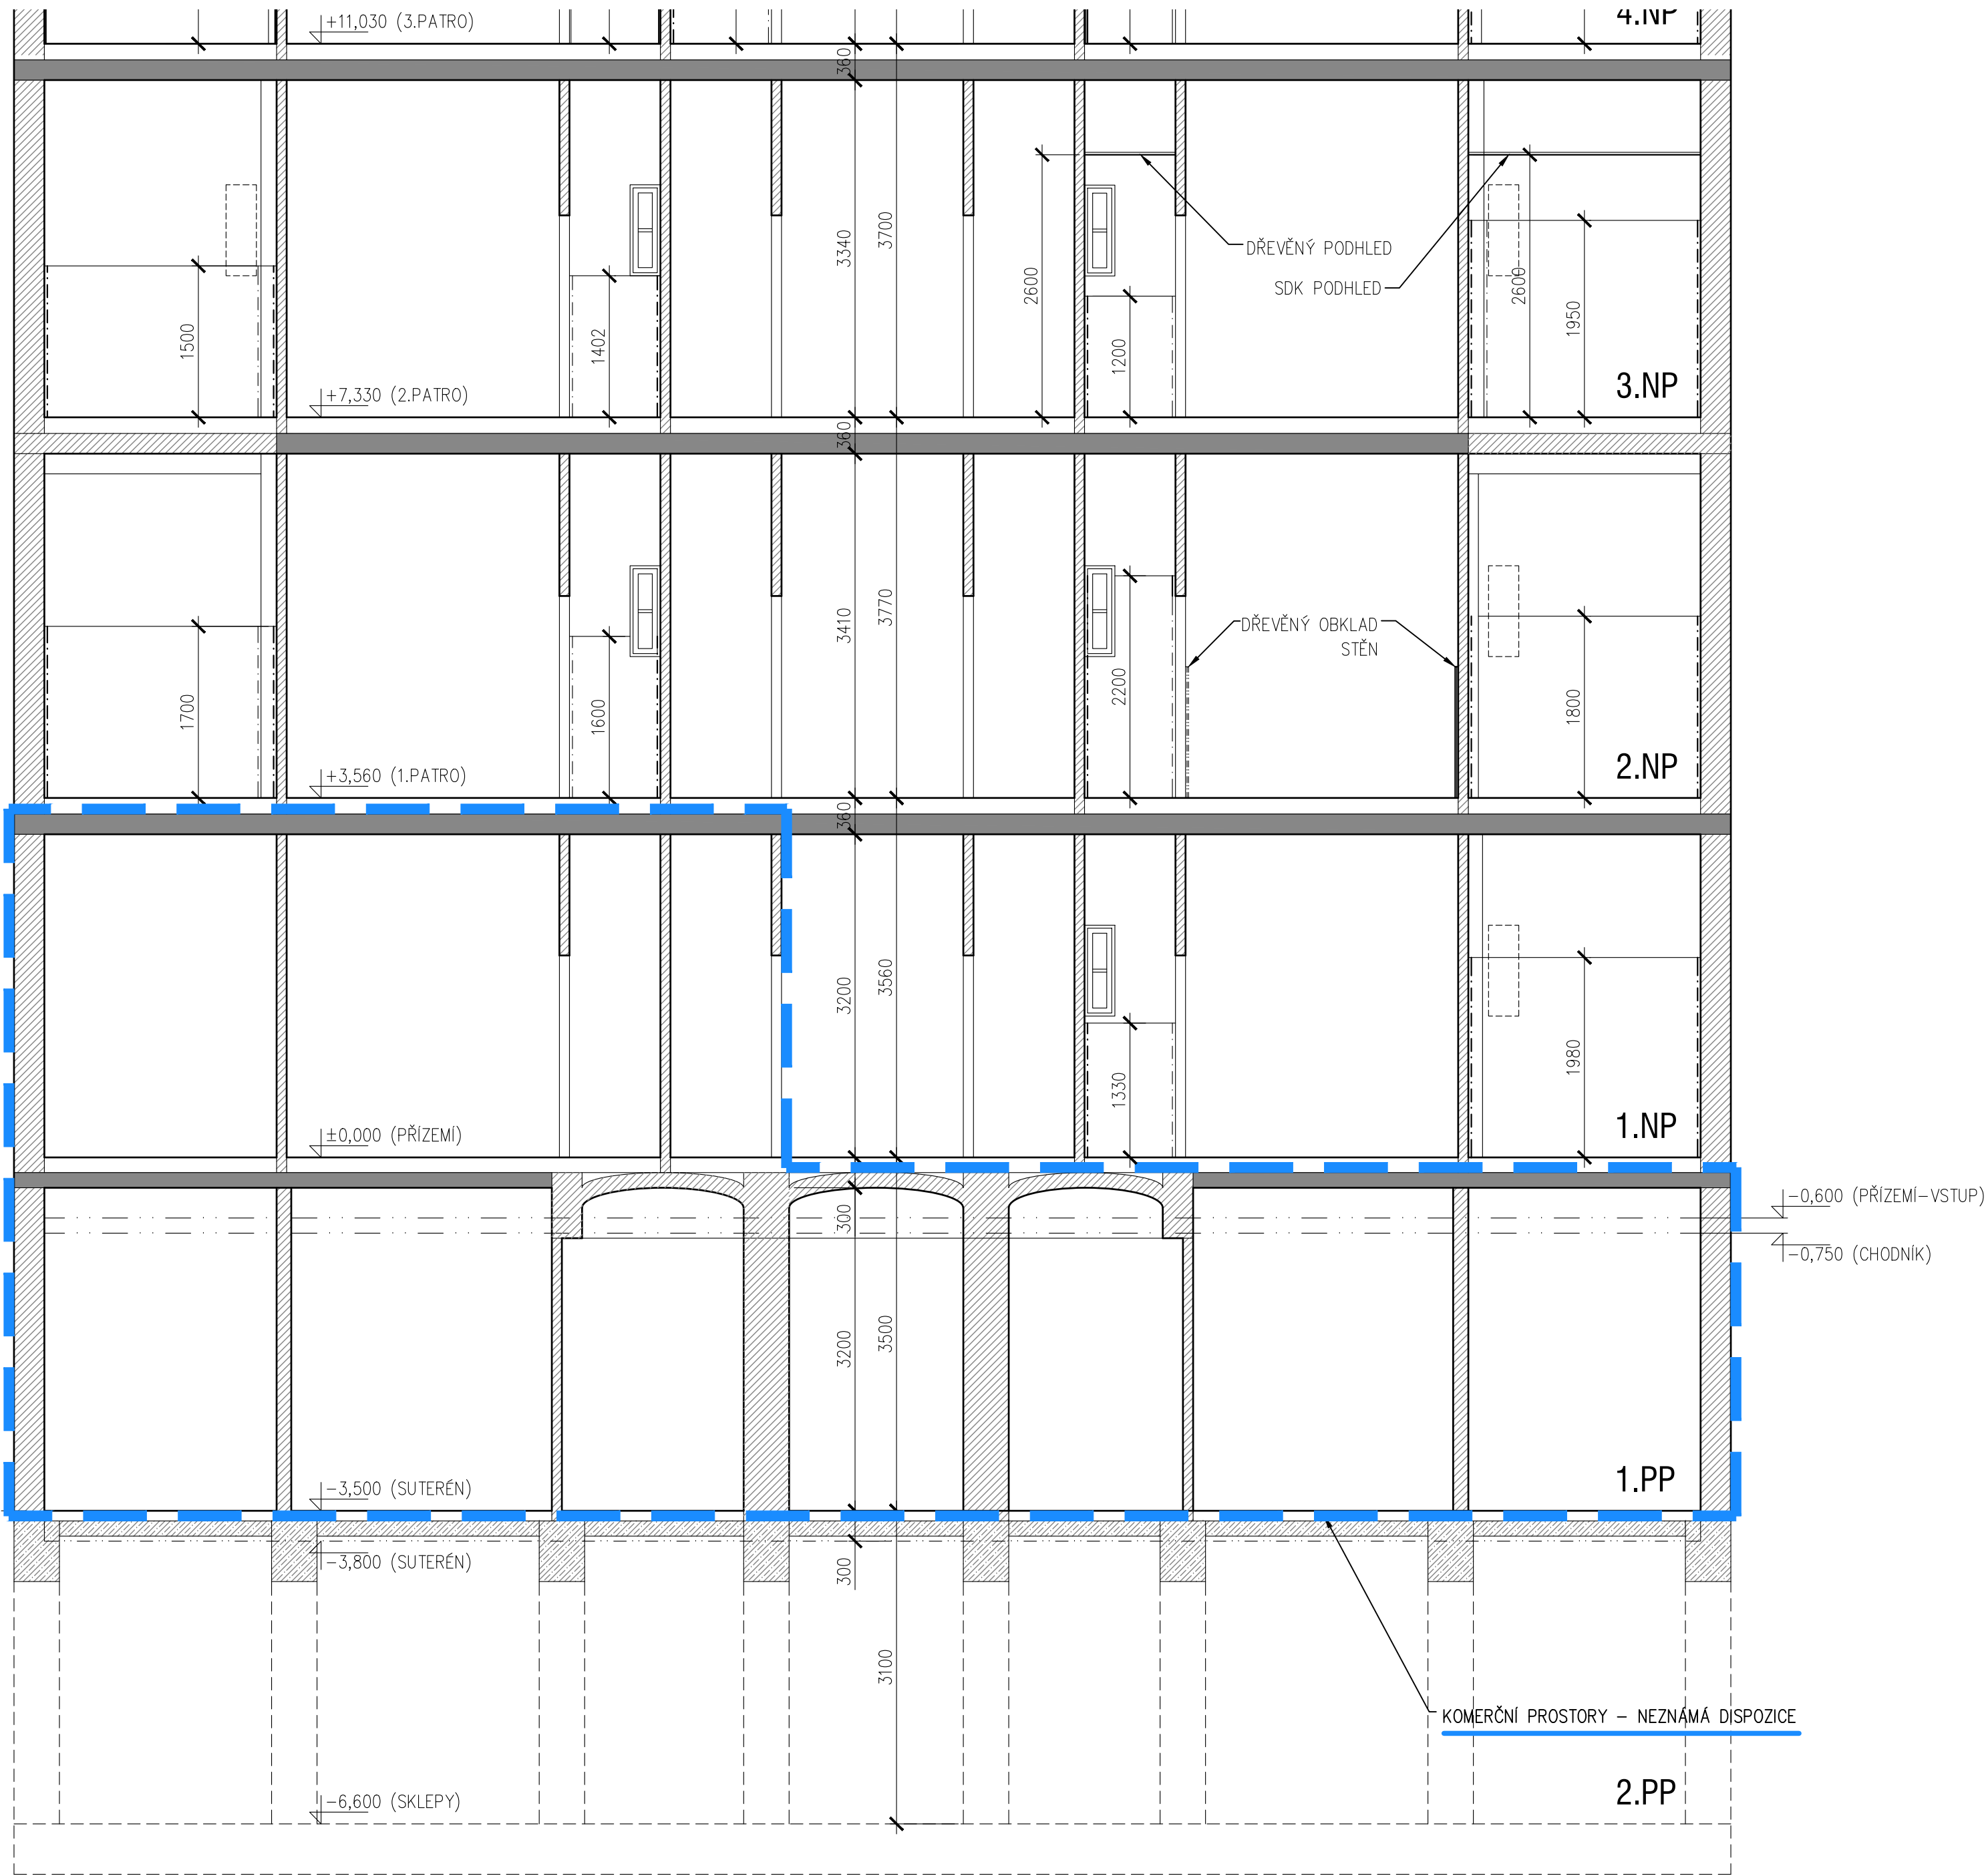 +11,030 (3.PATRO)
4.NP
360
3340
3700
2600
DŘEVĚNÝ PODHLED
SDK PODHLED
2600
1950
1500
1402
1200
+7,330 (2.PATRO)
3.NP
360
3410
3770
DŘEVĚNÝ OBKLAD
STĚN
1700
1600
2200
1800
+3,560 (1.PATRO)
2.NP
360
3200
3560
1330
1980
±0,000 (PŘÍZEMÍ)
1.NP
-0,600 (PŘÍZEMÍ-VSTUP)
300
-0,750 (CHODNÍK)
3200
3500
-3,500 (SUTERÉN)
1.PP
-3,800 (SUTERÉN)
300
3100
KOMERČNÍ PROSTORY - NEZNÁMÁ DISPOZICE
-6,600 (SKLEPY)
2.PP